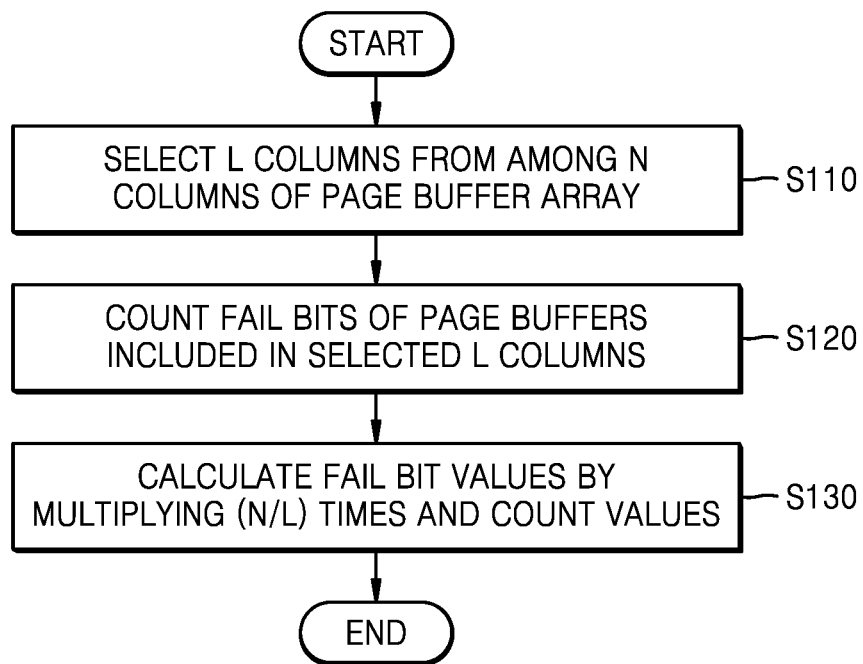 START
SELECT L COLUMNS FROM AMONG N
COLUMNS OF PAGE BUFFER ARRAY
S110
COUNT FAIL BITS OF PAGE BUFFERS
INCLUDED IN SELECTED L COLUMNS
S120
CALCULATE FAIL BIT VALUES BY
MULTIPLYING (N/L) TIMES AND COUNT VALUES
S130
END